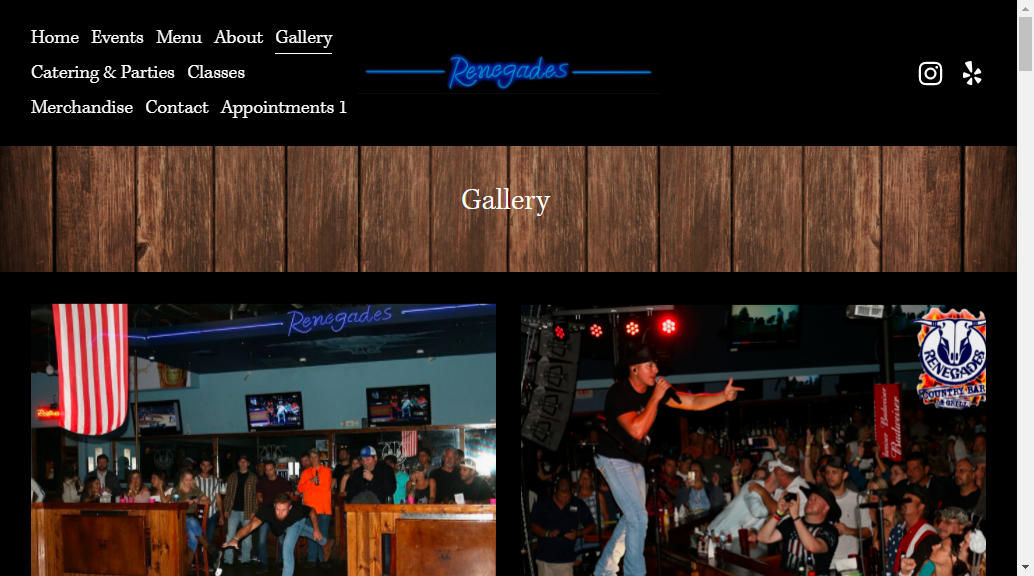 Home Events Menu About Gallery
Catering & Parties Classes
Merchandise Contact Appointments 1
Renegades
Gallery
Renegades
RENEGADES
COUNTRY BAR
& GRILL
Budweiser